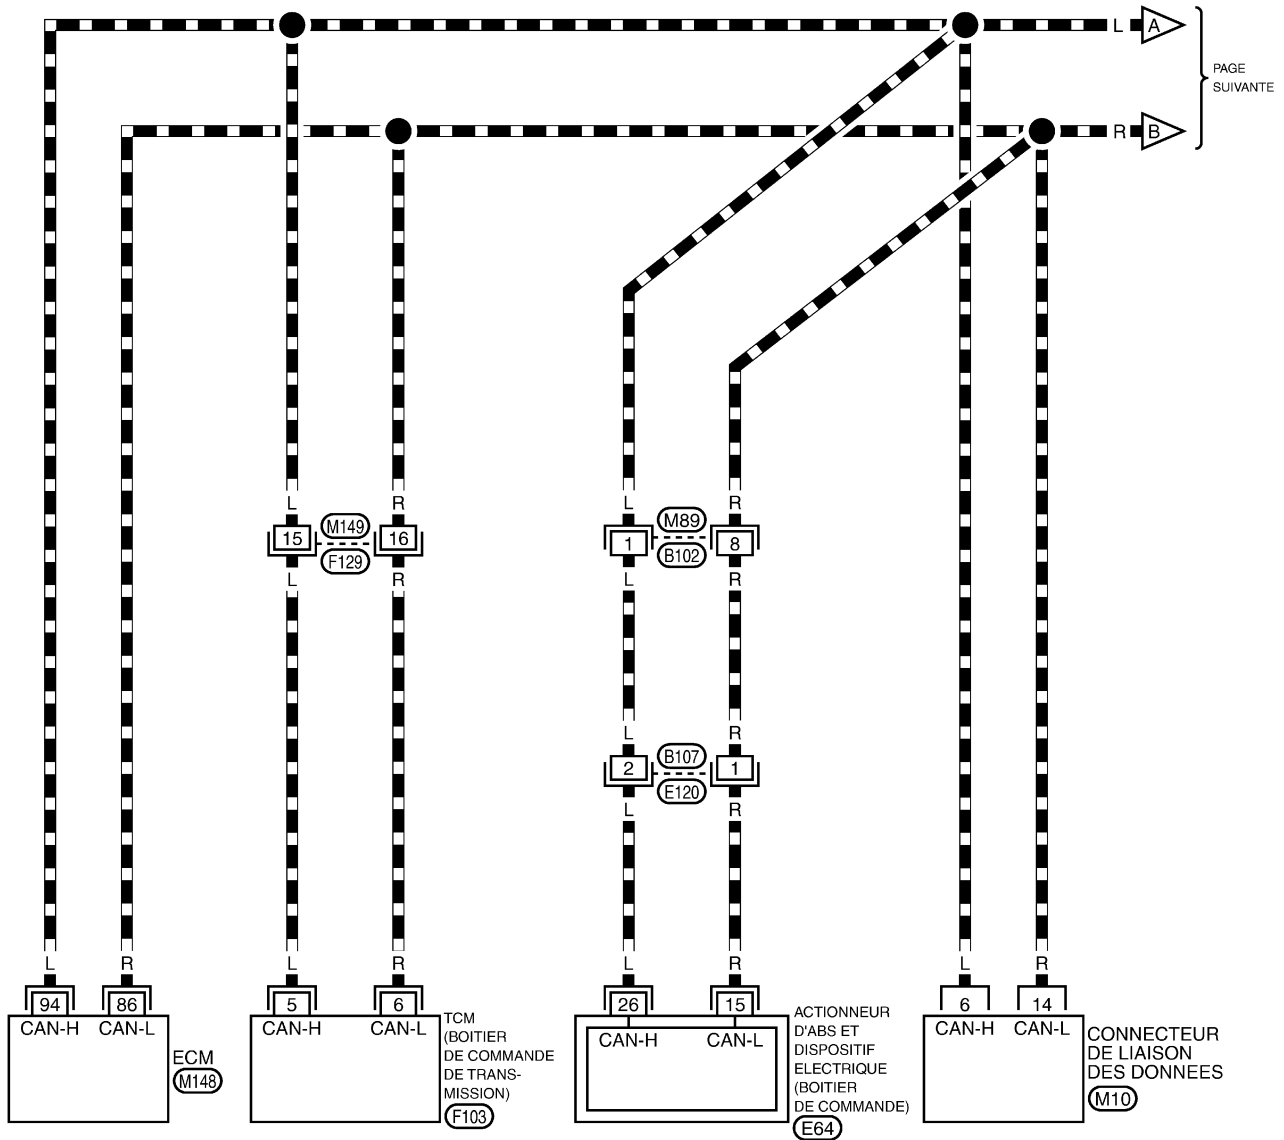 L A
PAGE
SUIVANTE
R B
L R L R
15 M149 16 1 M89 8
F129 B102
L R L R
L R
2 B107 1
E120
L R
L R L R L R L R
94 86 5 6 26 15 6 14
CAN-H CAN-L CAN-H CAN-L CAN-H CAN-L CAN-H CAN-L
ECM
M148
TCM
(BOITIER
DE COMMANDE
DE TRANS-
MISSION)
F103
ACTIONNEUR
D'ABS ET
DISPOSITIF
ELECTRIQUE
(BOITIER
DE COMMANDE)
E64
CONNECTEUR
DE LIAISON
DES DONNEES
M10